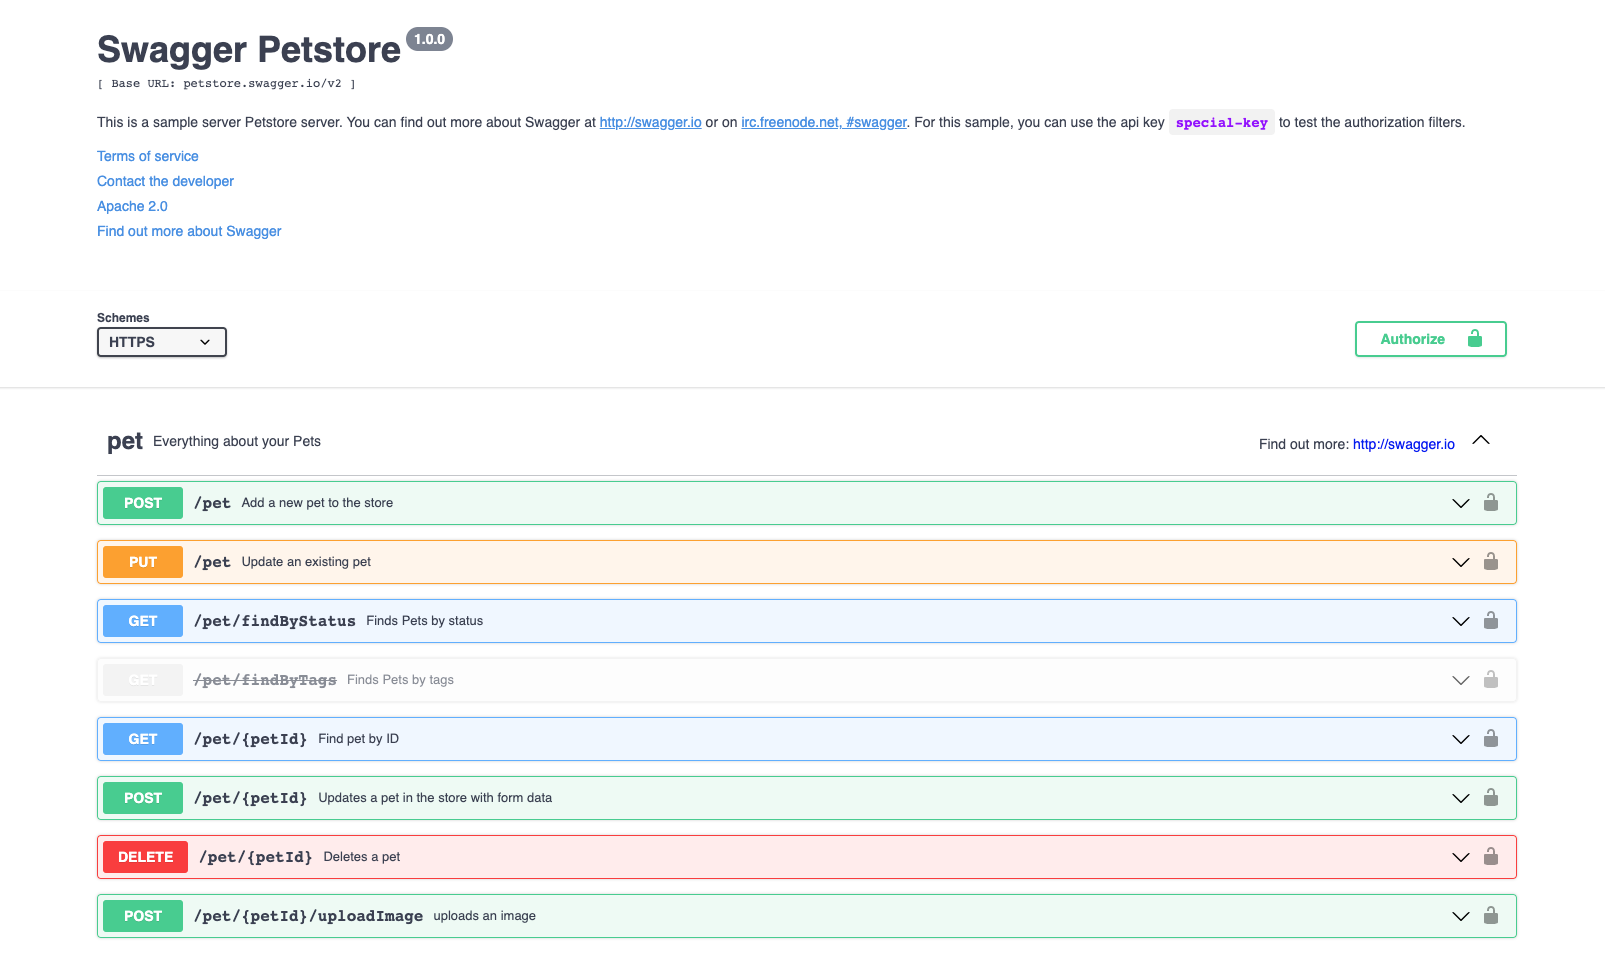 Swagger Petstore 1.0.0
[ Base URL: petstore.swagger.io/v2 ]
This is a sample server Petstore server. You can find out more about Swagger at http://swagger.io or on irc.freenode.net, #swagger. For this sample, you can use the api key special-key to test the authorization filters.
Terms of service
Contact the developer
Apache 2.0
Find out more about Swagger
Schemes
HTTPS
Authorize
pet Everything about your Pets
Find out more: http://swagger.io
POST /pet Add a new pet to the store
PUT /pet Update an existing pet
GET /pet/findByStatus Finds Pets by status
GET /pet/findByTags Finds Pets by tags
GET /pet/{petId} Find pet by ID
POST /pet/{petId} Updates a pet in the store with form data
DELETE /pet/{petId} Deletes a pet
POST /pet/{petId}/uploadImage uploads an image